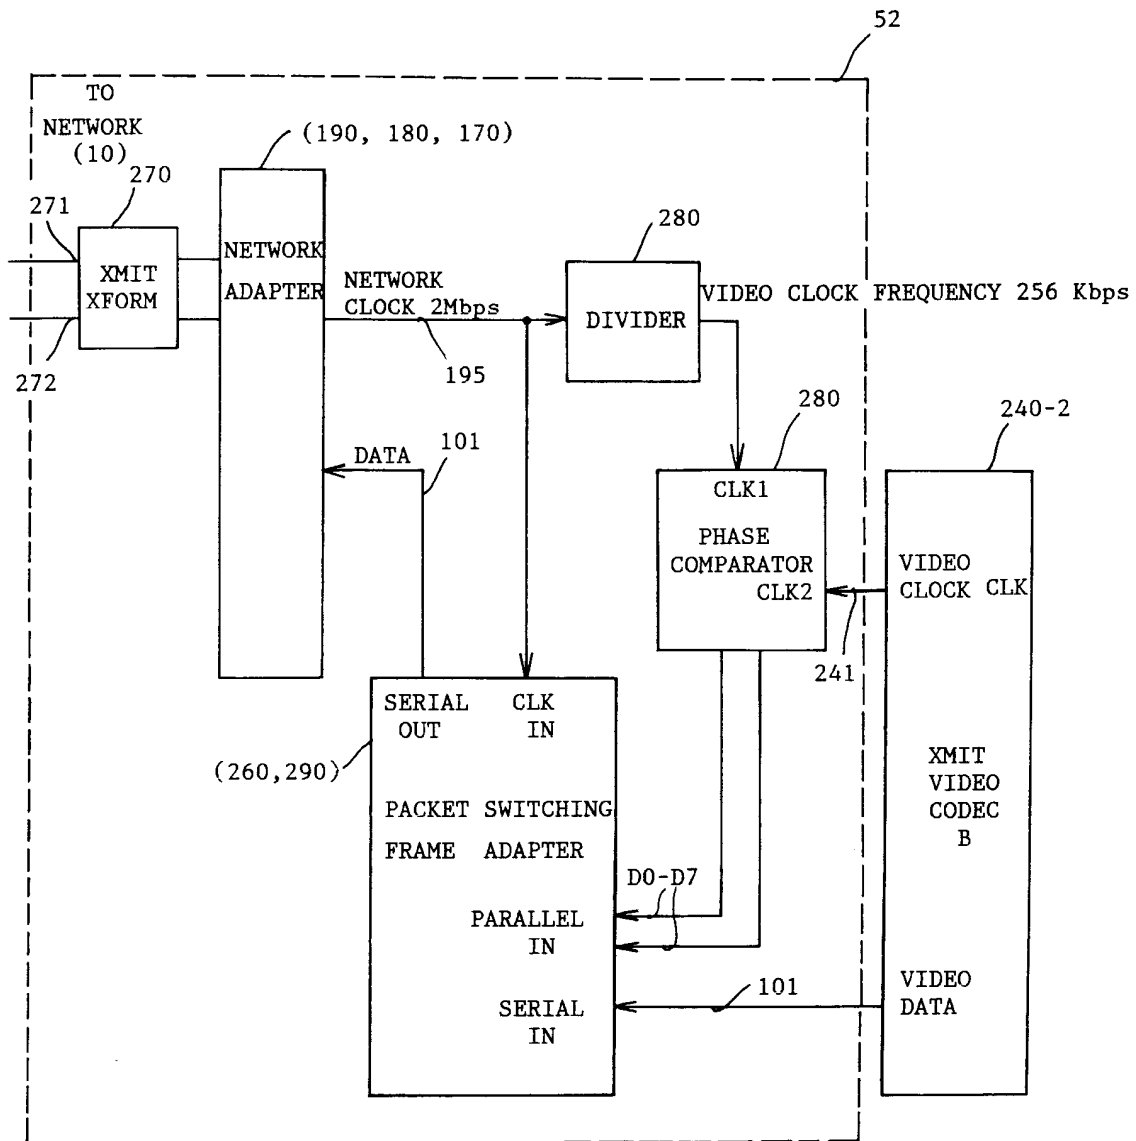 52
TO
NETWORK
(10)
(190, 180, 170)
270
271
280
XMIT
XFORM
NETWORK
ADAPTER
NETWORK
CLOCK 2Mbps
DIVIDER
VIDEO CLOCK FREQUENCY 256 Kbps
272
195
280
240-2
101
DATA
CLK1
PHASE
COMPARATOR
CLK2
VIDEO
CLOCK CLK
241
SERIAL
OUT
CLK
IN
(260,290)
XMIT
VIDEO
CODEC
B
PACKET SWITCHING
FRAME ADAPTER
D0-D7
PARALLEL
IN
101
VIDEO
DATA
SERIAL
IN